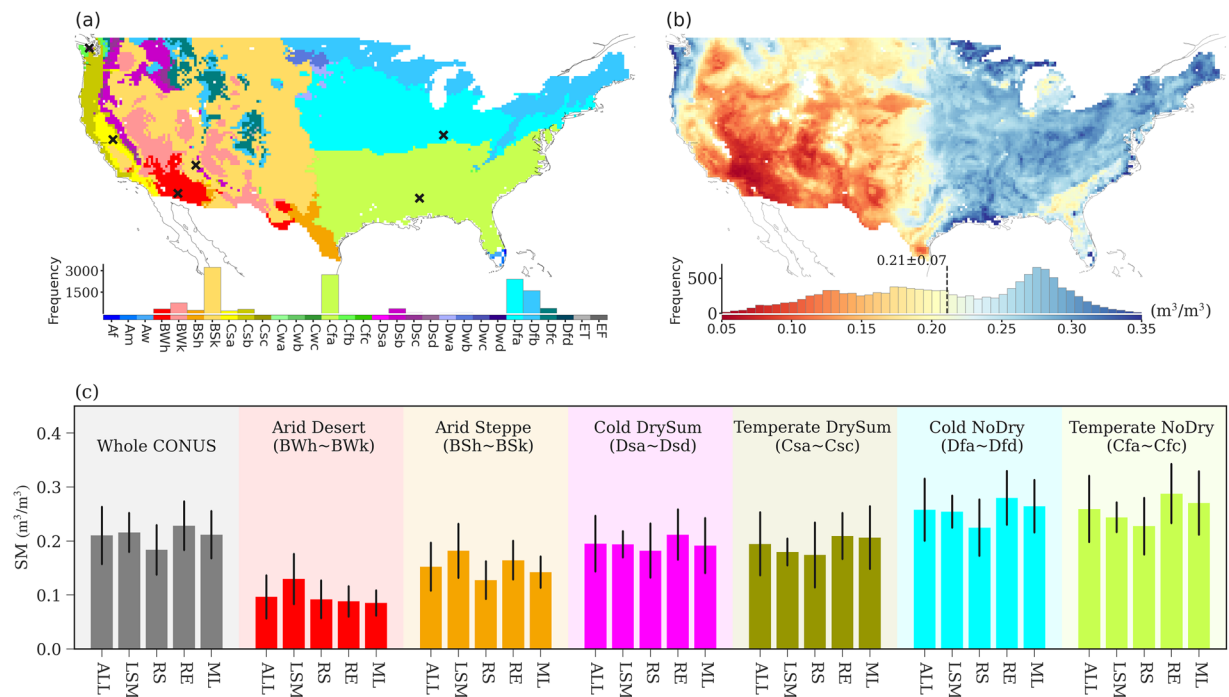 (a)
(b)
3000
1500
Frequency
Af
Am
Aw
BWh
BWk
BSh
BSk
Csa
Csb
Csc
Cwa
Cwb
Cwc
Cfa
Cfb
Cfc
Dsa
Dsb
Dsc
Dsd
Dwa
Dwb
Dwc
Dwd
Dfa
Dfb
Dfc
Dfd
ET
EF
0.21±0.07
500
0
Frequency
0.05 0.10 0.15 0.20 0.25 0.30 0.35
(m³/m³)
(c)
SM (m³/m³)
0.4
0.3
0.2
0.1
0.0
Whole CONUS
Arid Desert
(BWh~BWk)
Arid Steppe
(BSh~BSk)
Cold DrySum
(Dsa~Dsd)
Temperate DrySum
(Csa~Csc)
Cold NoDry
(Dfa~Dfd)
Temperate NoDry
(Cfa~Cfc)
ALL LSM RS RE ML ALL LSM RS RE ML ALL LSM RS RE ML ALL LSM RS RE ML ALL LSM RS RE ML ALL LSM RS RE ML ALL LSM RS RE ML